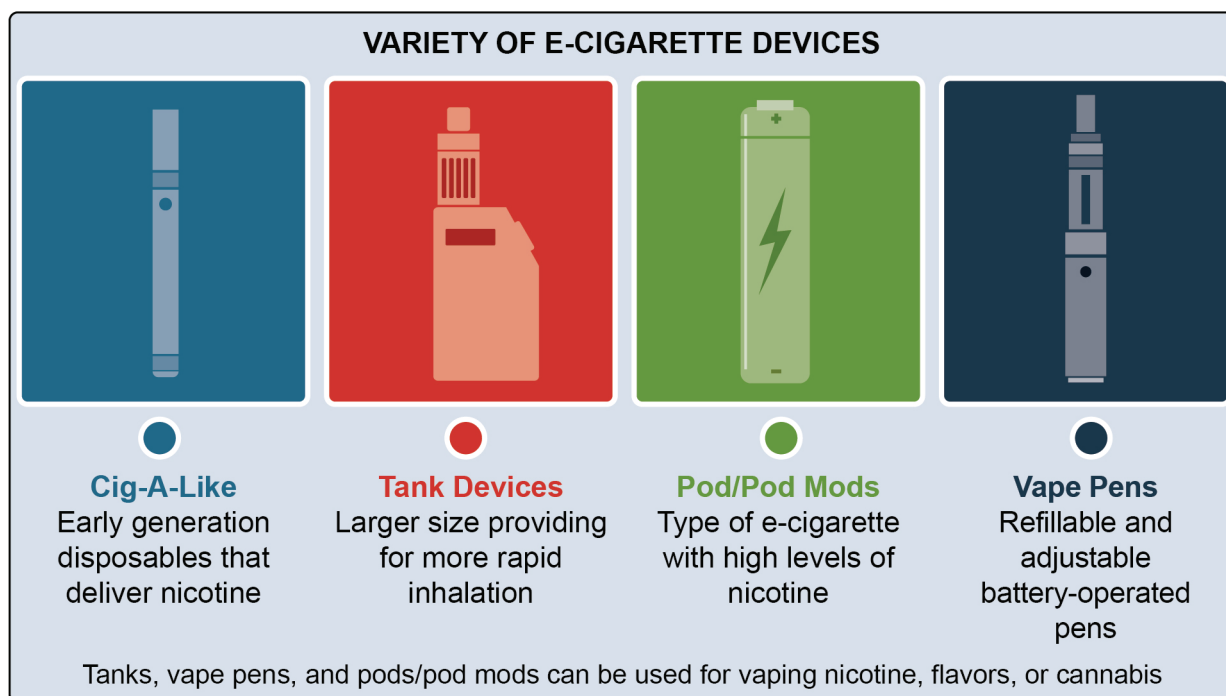 VARIETY OF E-CIGARETTE DEVICES
+
-
Cig-A-Like
Early generation
disposables that
deliver nicotine
Tank Devices
Larger size providing
for more rapid
inhalation
Pod/Pod Mods
Type of e-cigarette
with high levels of
nicotine
Vape Pens
Refillable and
adjustable
battery-operated
pens
Tanks, vape pens, and pods/pod mods can be used for vaping nicotine, flavors, or cannabis